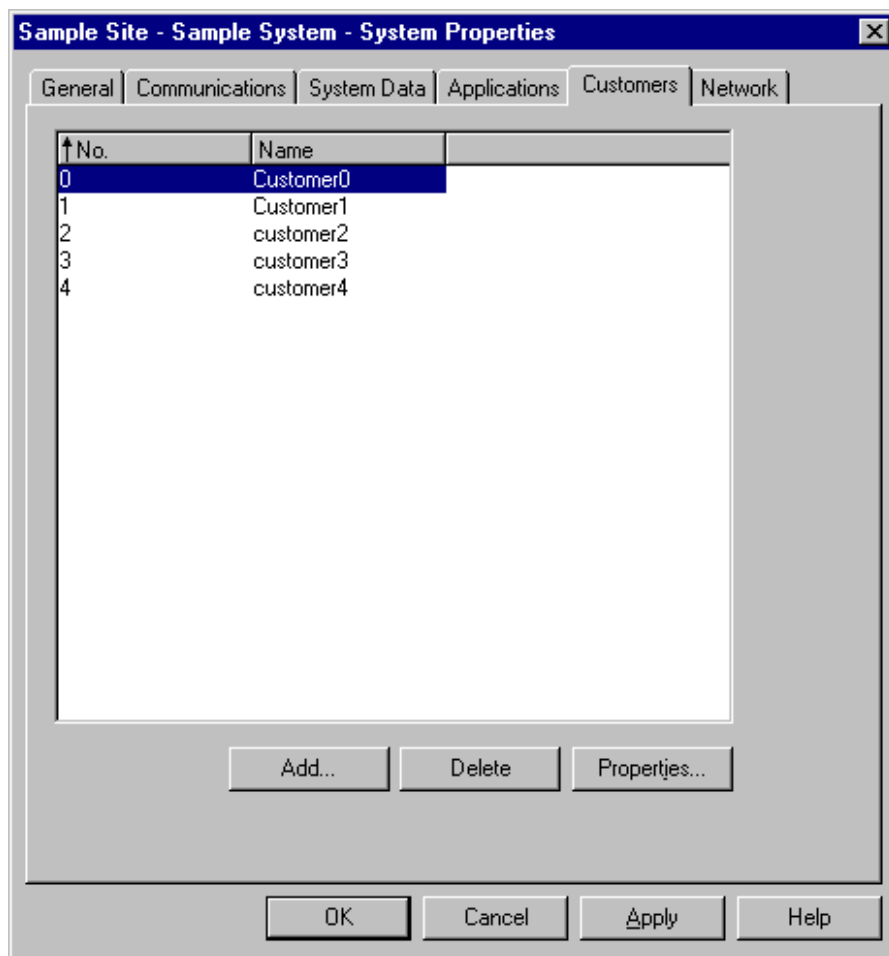 Sample Site - Sample System - System Properties
General Communications System Data Applications Customers Network
No. Name
0 Customer0
1 Customer1
2 customer2
3 customer3
4 customer4
Add... Delete Properties...
OK Cancel Apply Help